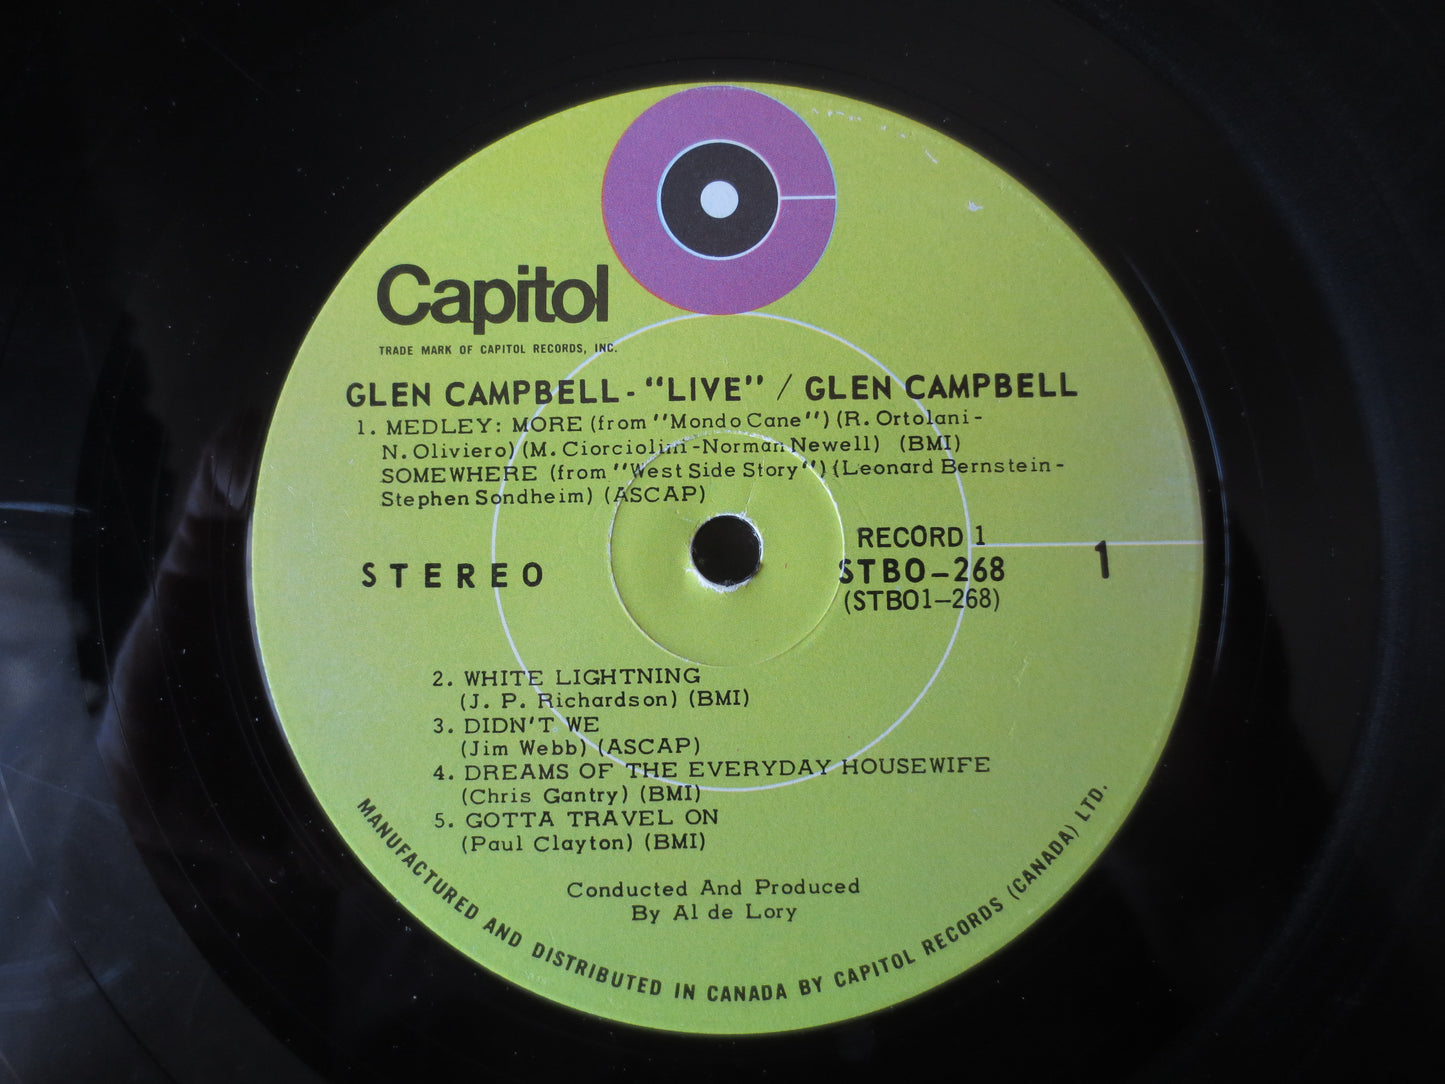 Capitol
TRADE MARK OF CAPITOL RECORDS, INC.
GLEN CAMPBELL - "LIVE" / GLEN CAMPBELL
1. MEDLEY: MORE (from "Mondo Cane") (R. Ortolani-
N. Oliviero) (M. Ciorciolini-Norman Newell) (BMI)
SOMEWHERE (from "West Side Story") (Leonard Bernstein-
Stephen Sondheim) (ASCAP)
STEREO
RECORD 1
STBO-268
(STBO1-268)
1
2. WHITE LIGHTNING
(J. P. Richardson) (BMI)
3. DIDN'T WE
(Jim Webb) (ASCAP)
4. DREAMS OF THE EVERYDAY HOUSEWIFE
(Chris Gantry) (BMI)
5. GOTTA TRAVEL ON
(Paul Clayton) (BMI)
Conducted And Produced
By Al de Lory
MANUFACTURED AND DISTRIBUTED IN CANADA BY CAPITOL RECORDS (CANADA) LTD.